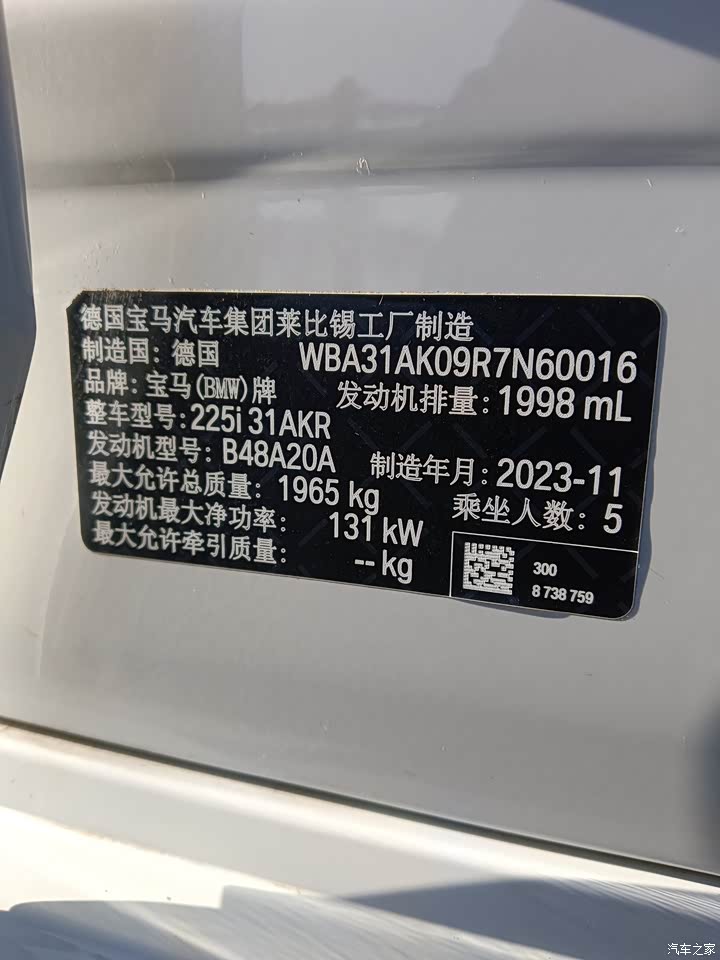 德国宝马汽车集团莱比锡工厂制造
制造国: 德国 WBA31AK09R7N60016
品牌: 宝马(BMW)牌 发动机排量: 1998 mL
整车型号: 225i 31AKR
发动机型号: B48A20A 制造年月: 2023-11
最大允许总质量: 1965 kg 乘坐人数: 5
发动机最大净功率: 131 kW
最大允许牵引质量: -- kg
300
8 738 759
汽车之家